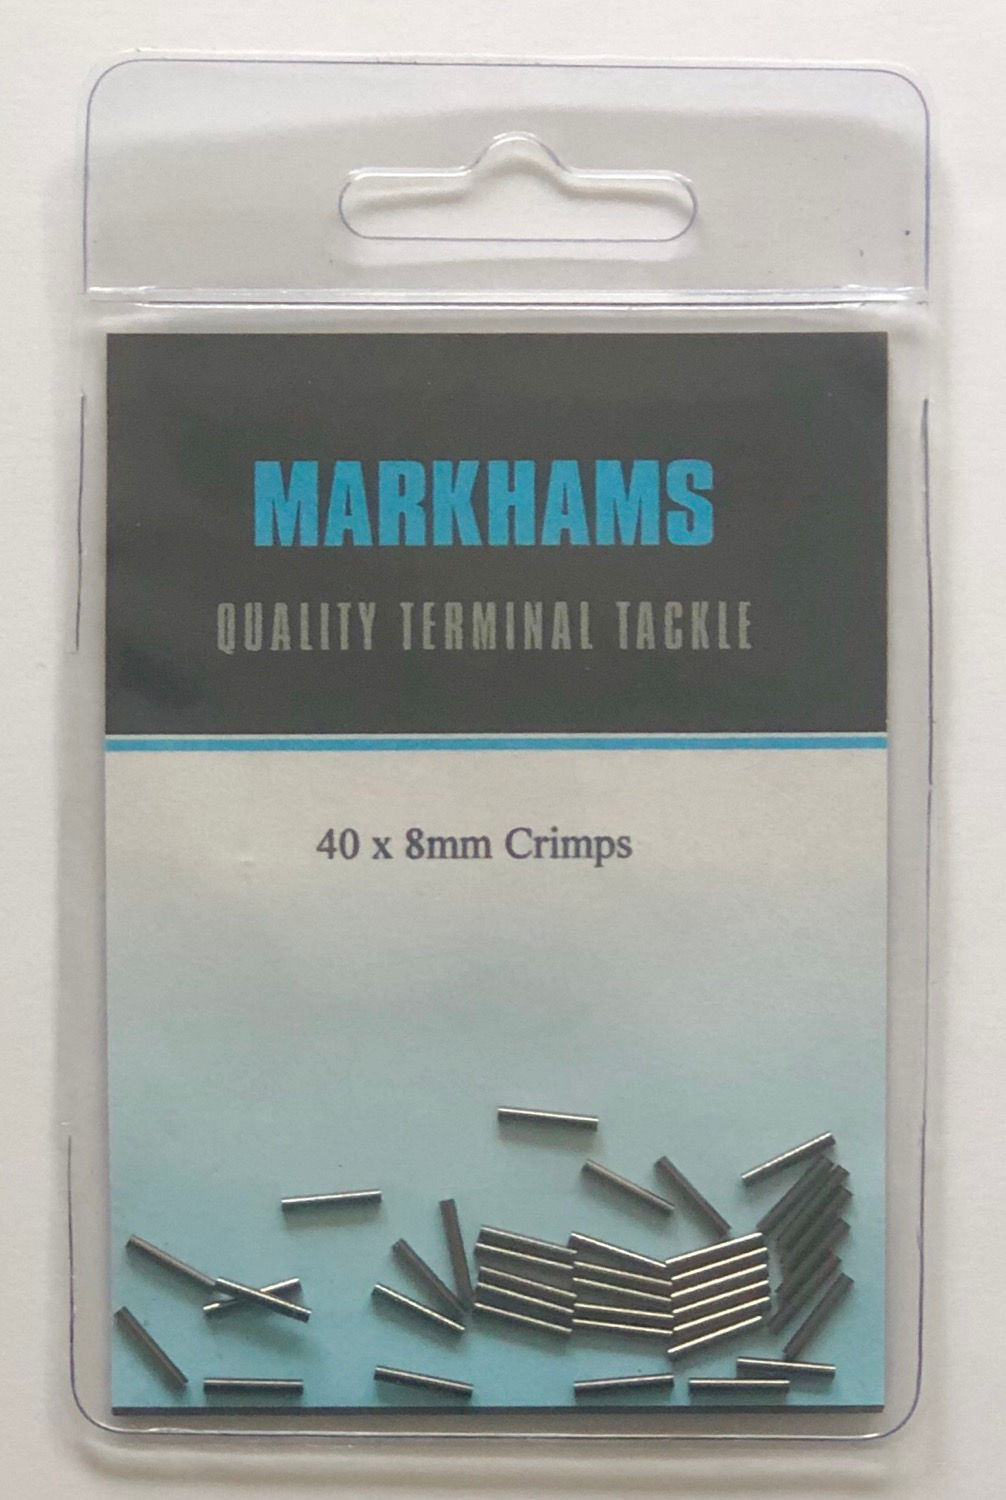 MARKHAMS
QUALITY TERMINAL TACKLE
40 x 8mm Crimps